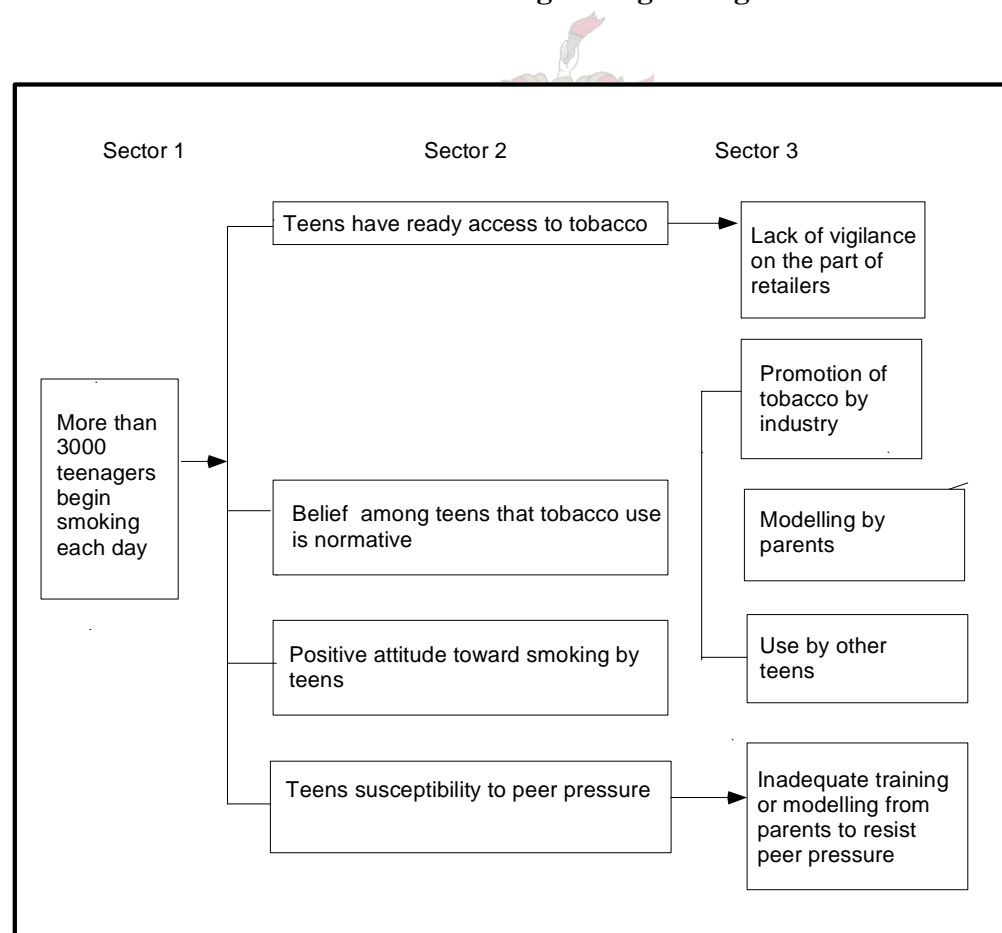 Sector 1 Sector 2 Sector 3
Teens have ready access to tobacco
Lack of vigilance
on the part of
retailers
Promotion of
tobacco by
industry
More than
3000
teenagers
begin
smoking
each day
Belief among teens that tobacco use
is normative
Modelling by
parents
Positive attitude toward smoking by
teens
Use by other
teens
Teens susceptibility to peer pressure
Inadequate training
or modelling from
parents to resist
peer pressure